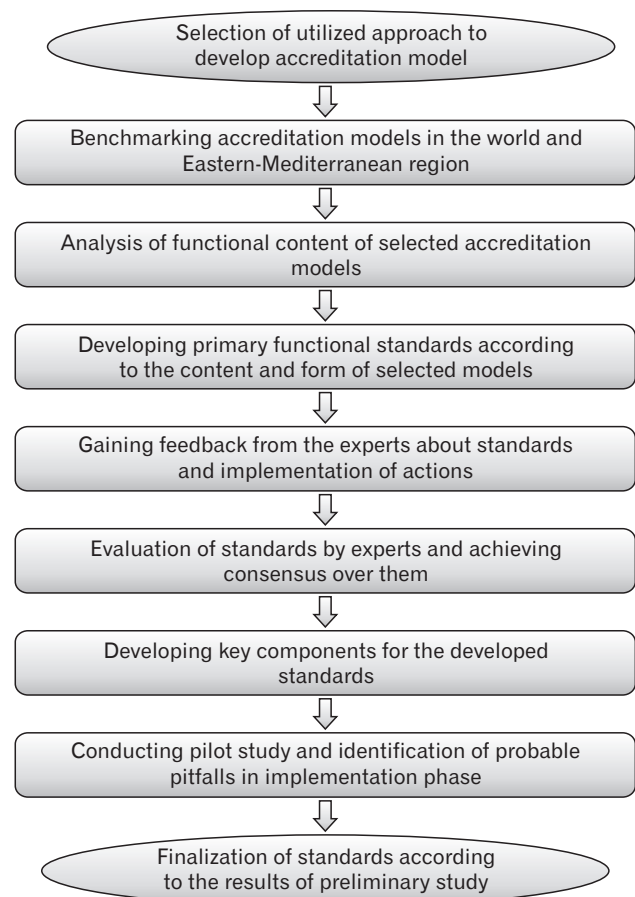 Selection of utilized approach to
develop accreditation model
Benchmarking accreditation models in the world and
Eastern-Mediterranean region
Analysis of functional content of selected accreditation
models
Developing primary functional standards according
to the content and form of selected models
Gaining feedback from the experts about standards
and implementation of actions
Evaluation of standards by experts and achieving
consensus over them
Developing key components for the developed
standards
Conducting pilot study and identification of probable
pitfalls in implementation phase
Finalization of standards according
to the results of preliminary study